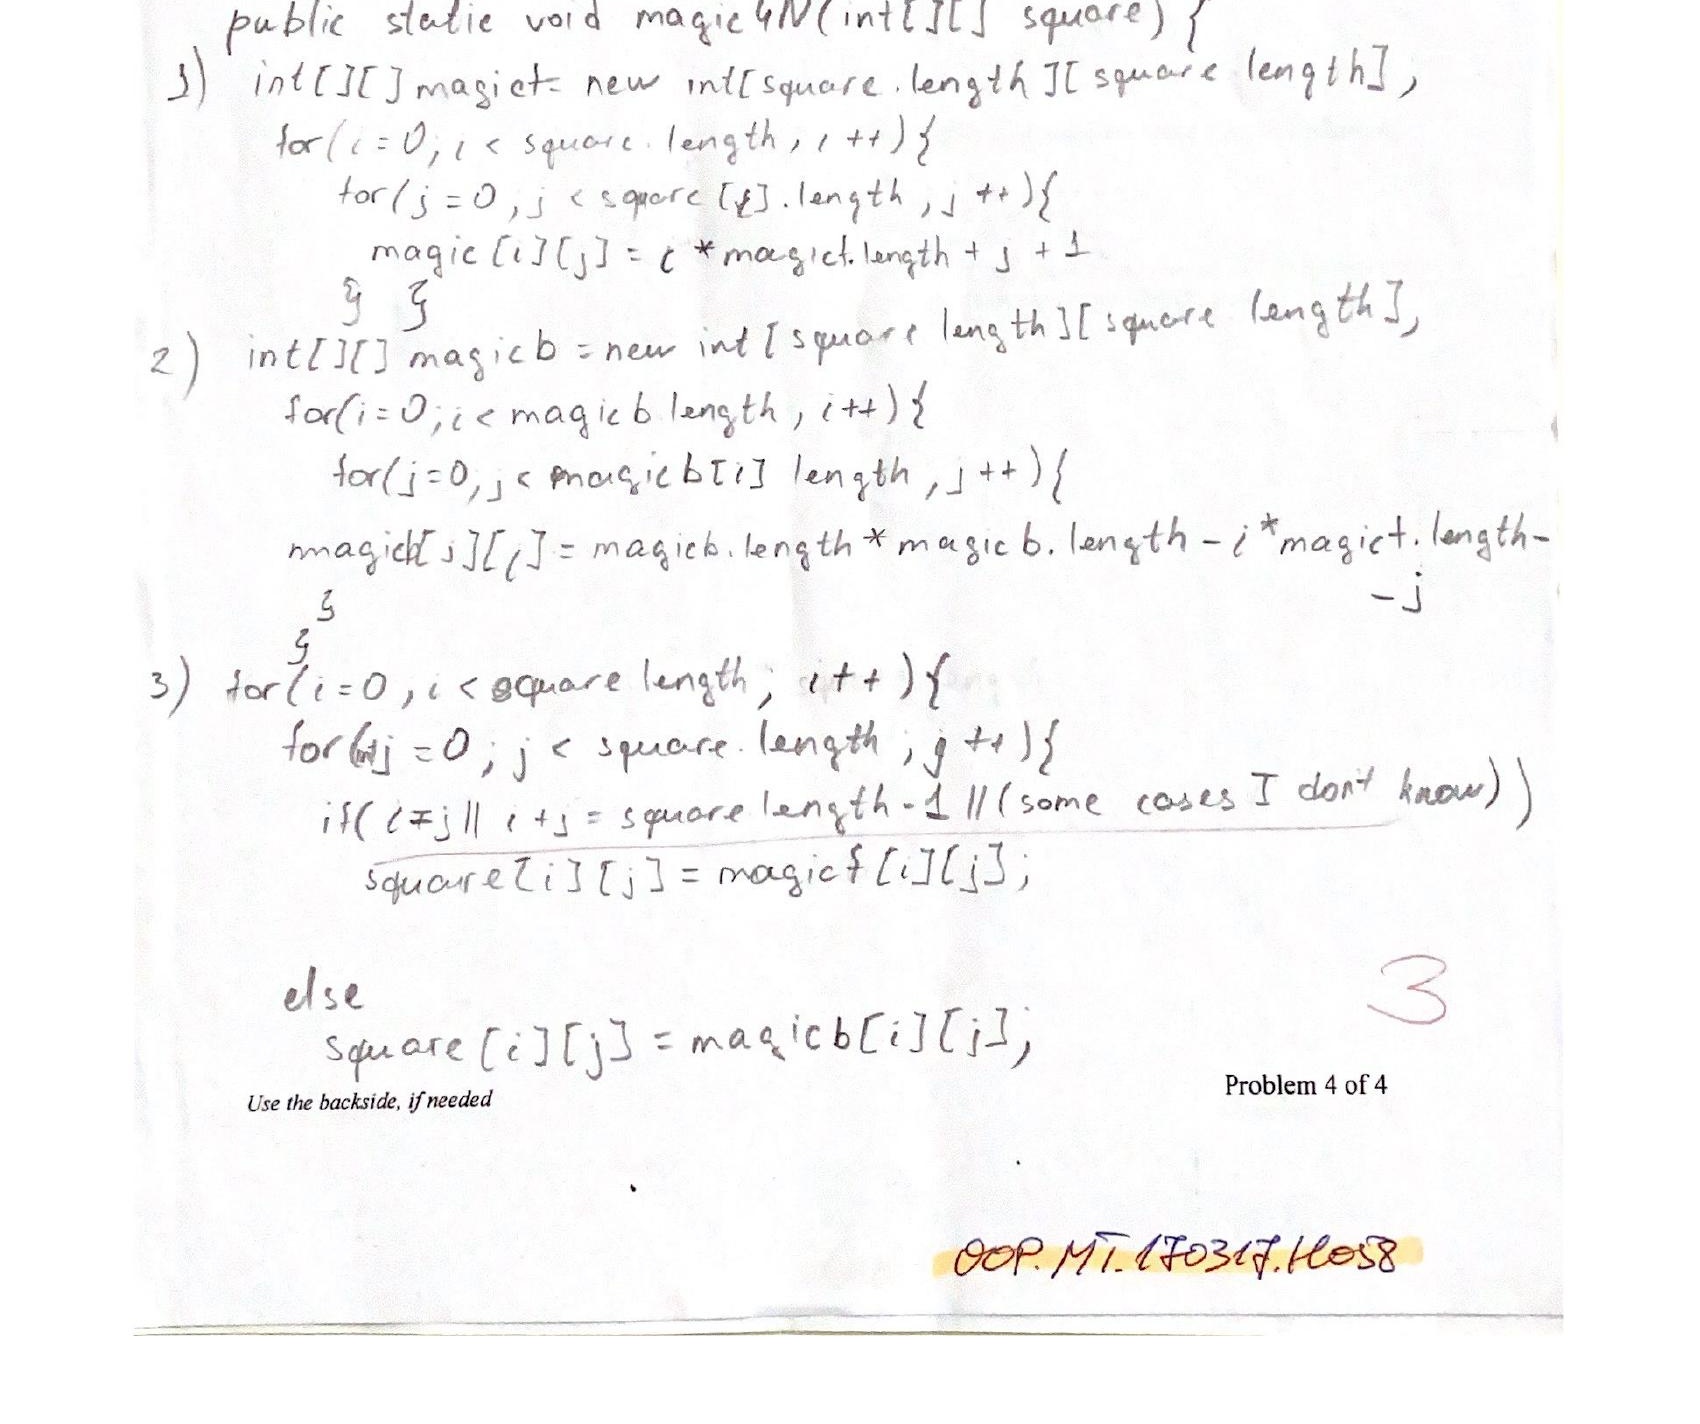 public static void magic4N(int[][] square) {
1) int[][] magict= new int[square.length][square length],
for(i=0; i < square.length, i ++){
for(j=0, j < square [i].length, j ++){
magic [i][j] = i * magict.length + j + 1
} }
2) int[][] magicb = new int [square length][square length],
for(i=0; i < magicb length, i++){
for(j=0, j < magicb[i] length, j ++){
magicb[j][i] = magicb.length * magicb.length - i * magict.length-
- j
}
}
3) for(i=0, i < square length; i++){
for(int j =0; j < square.length; j ++){
if( i=j || i+j = square length-1 || (some cases I don't know))
square[i][j] = magict[i][j];
else
square[i][j] = magicb[i][j];
3
Use the backside, if needed
Problem 4 of 4
OOP.MT.170317.H058